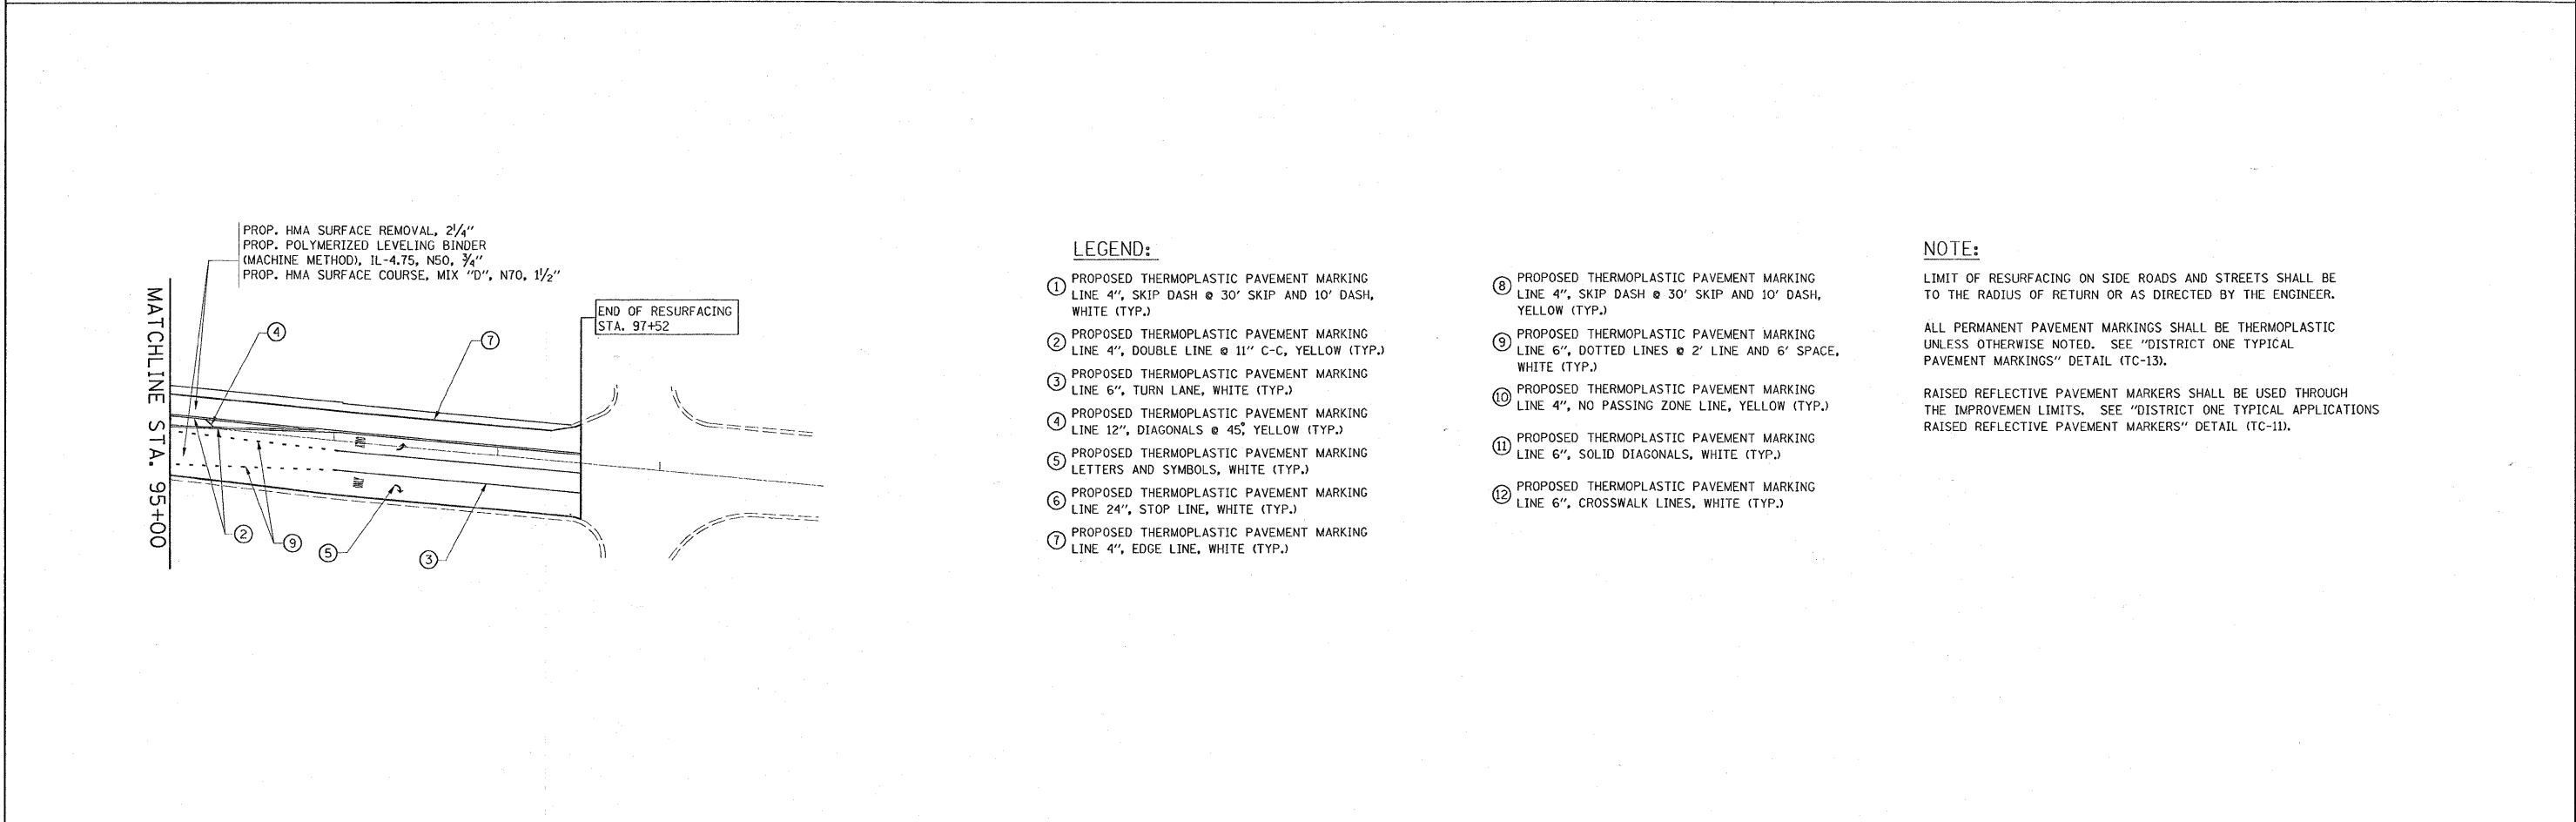 PROP. HMA SURFACE REMOVAL, 2 1/4"
PROP. POLYMERIZED LEVELING BINDER
(MACHINE METHOD), IL-4.75, N50, 3/4"
PROP. HMA SURFACE COURSE, MIX "D", N70, 1 1/2"
MATCHLINE STA. 95+00
END OF RESURFACING
STA. 97+52
4
7
2
9
5
3
LEGEND:
1 PROPOSED THERMOPLASTIC PAVEMENT MARKING
LINE 4", SKIP DASH @ 30' SKIP AND 10' DASH,
WHITE (TYP.)
2 PROPOSED THERMOPLASTIC PAVEMENT MARKING
LINE 4", DOUBLE LINE @ 11" C-C, YELLOW (TYP.)
3 PROPOSED THERMOPLASTIC PAVEMENT MARKING
LINE 6", TURN LANE, WHITE (TYP.)
4 PROPOSED THERMOPLASTIC PAVEMENT MARKING
LINE 12", DIAGONALS @ 45°, YELLOW (TYP.)
5 PROPOSED THERMOPLASTIC PAVEMENT MARKING
LETTERS AND SYMBOLS, WHITE (TYP.)
6 PROPOSED THERMOPLASTIC PAVEMENT MARKING
LINE 24", STOP LINE, WHITE (TYP.)
7 PROPOSED THERMOPLASTIC PAVEMENT MARKING
LINE 4", EDGE LINE, WHITE (TYP.)
8 PROPOSED THERMOPLASTIC PAVEMENT MARKING
LINE 4", SKIP DASH @ 30' SKIP AND 10' DASH,
YELLOW (TYP.)
9 PROPOSED THERMOPLASTIC PAVEMENT MARKING
LINE 6", DOTTED LINES @ 2' LINE AND 6' SPACE,
WHITE (TYP.)
10 PROPOSED THERMOPLASTIC PAVEMENT MARKING
LINE 4", NO PASSING ZONE LINE, YELLOW (TYP.)
11 PROPOSED THERMOPLASTIC PAVEMENT MARKING
LINE 6", SOLID DIAGONALS, WHITE (TYP.)
12 PROPOSED THERMOPLASTIC PAVEMENT MARKING
LINE 6", CROSSWALK LINES, WHITE (TYP.)
NOTE:
LIMIT OF RESURFACING ON SIDE ROADS AND STREETS SHALL BE
TO THE RADIUS OF RETURN OR AS DIRECTED BY THE ENGINEER.
ALL PERMANENT PAVEMENT MARKINGS SHALL BE THERMOPLASTIC
UNLESS OTHERWISE NOTED. SEE "DISTRICT ONE TYPICAL
PAVEMENT MARKINGS" DETAIL (TC-13).
RAISED REFLECTIVE PAVEMENT MARKERS SHALL BE USED THROUGH
THE IMPROVEMEN LIMITS. SEE "DISTRICT ONE TYPICAL APPLICATIONS
RAISED REFLECTIVE PAVEMENT MARKERS" DETAIL (TC-11).